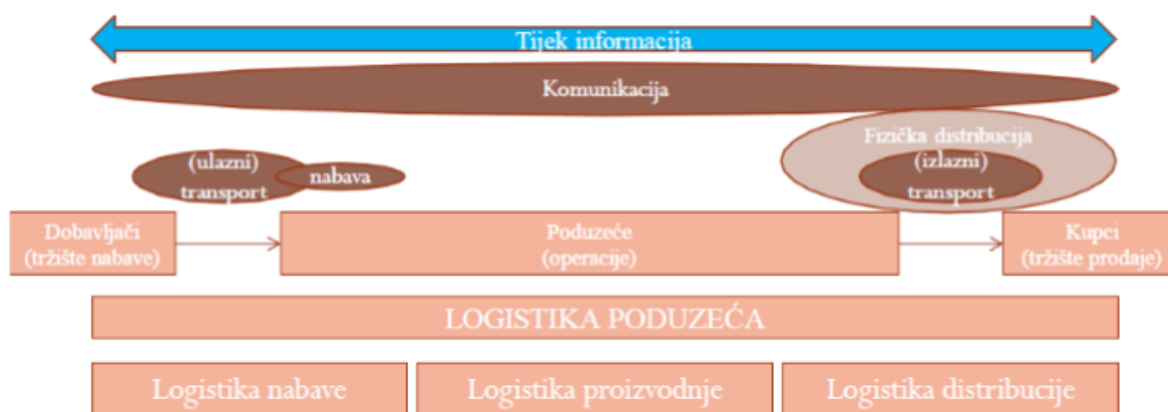 Tijek informacija
Komunikacija
Fizička distribucija
(ulazni)
transport
nabava
(izlazni)
transport
Dobavljači
(tržište nabave)
Poduzeće
(operacije)
Kupci
(tržište prodaje)
LOGISTIKA PODUZEĆA
Logistika nabave
Logistika proizvodnje
Logistika distribucije